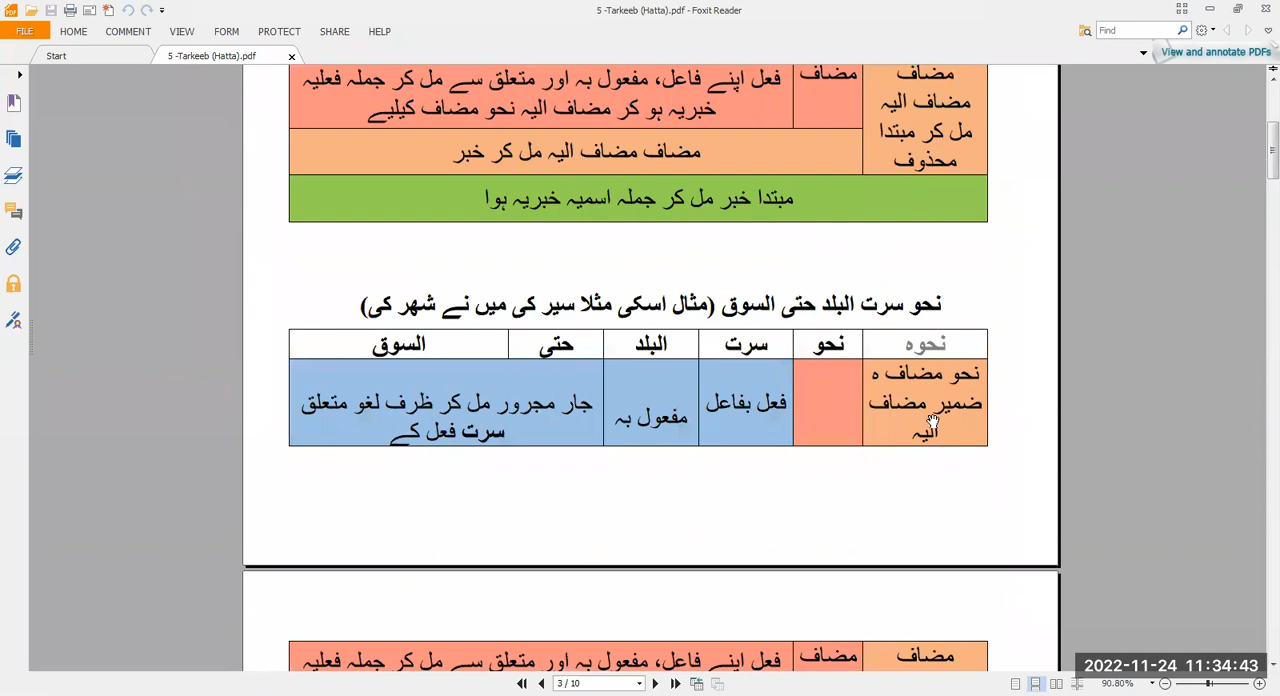 5 -Tarkeeb (Hatta).pdf - Foxit Reader
FILE HOME COMMENT VIEW FORM PROTECT SHARE HELP Find
Start 5 -Tarkeeb (Hatta).pdf View and annotate PDFs
مضاف مضاف فعل اپنے فاعل، مفعول بہ اور متعلق سے مل کر جملہ فعلیہ
مضاف الیہ خبریہ ہو کر مضاف الیہ نحو مضاف کیلیے
مل کر مبتدا
محذوف
مضاف مضاف الیہ مل کر خبر
مبتدا خبر مل کر جملہ اسمیہ خبریہ ہوا
نحو سرت البلد حتی السوق (مثال اسکی مثلا سیر کی میں نے شھر کی)
نحوہ نحو سرت البلد حتی السوق
نحو مضاف ہ
ضمیر مضاف
الیہ
فعل بفاعل
مفعول بہ
جار مجرور مل کر ظرف لغو متعلق
سرت فعل کے
مضاف مضاف فعل اپنے فاعل، مفعول بہ اور متعلق سے مل کر جملہ فعلیہ
2022-11-24 11:34:43
3 / 10 90.80%